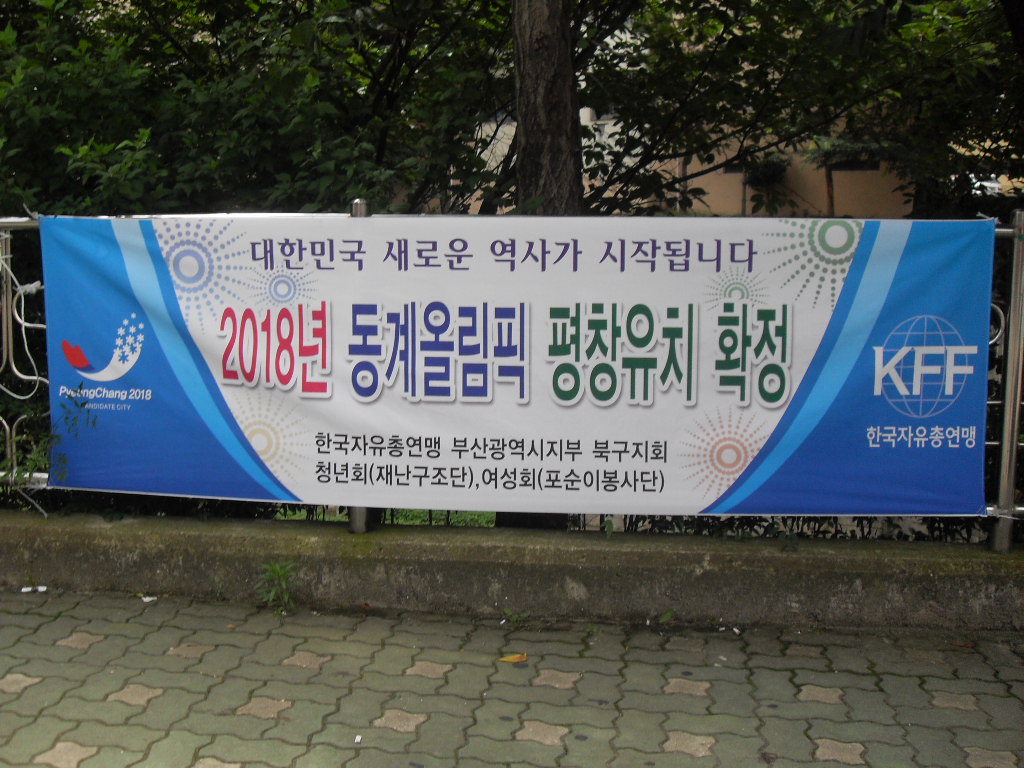 대한민국 새로운 역사가 시작됩니다
2018년 동계올림픽 평창유치 확정
PyeongChang 2018
CANDIDATE CITY
KFF
한국자유총연맹
한국자유총연맹 부산광역시지부 북구지회
청년회(재난구조단),여성회(포순이봉사단)